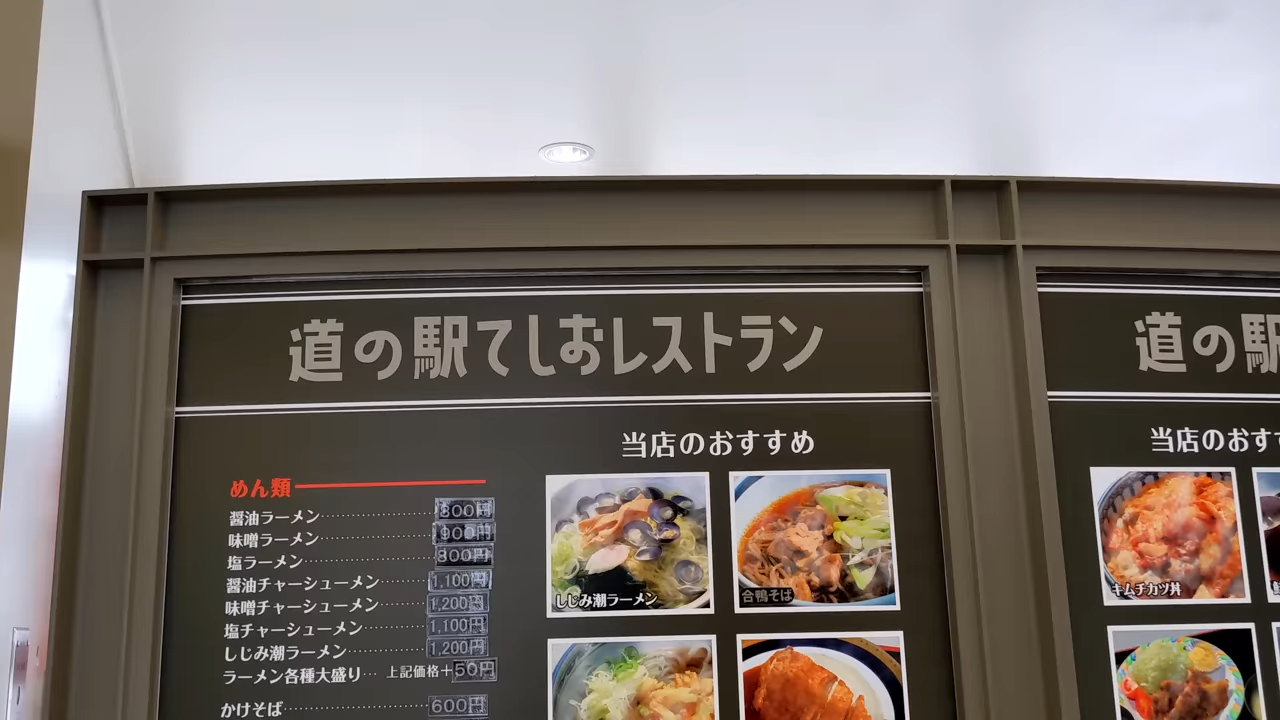 道の駅てしおレストラン
当店のおすすめ
めん類
醤油ラーメン 800円
味噌ラーメン 900円
塩ラーメン 800円
醤油チャーシューメン 1,100円
味噌チャーシューメン 1,200円
塩チャーシューメン 1,100円
しじみ潮ラーメン 1,200円
ラーメン各種大盛り… 上記価格+50円
かけそば 600円
しじみ潮ラーメン
合鴨そば
道の駅
当店のおすす
キムチカツ丼